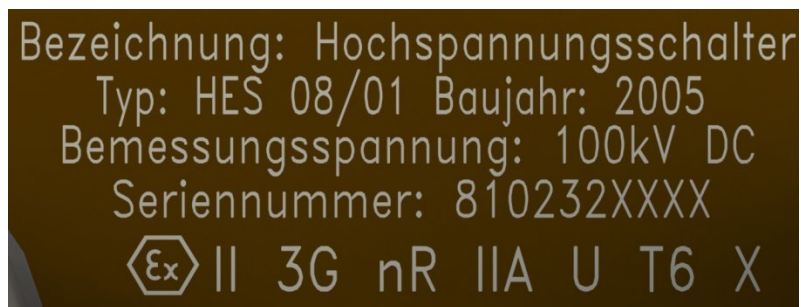 Bezeichnung: Hochspannungsschalter
Typ: HES 08/01 Baujahr: 2005
Bemessungsspannung: 100kV DC
Seriennummer: 810232XXXX
Ex II 3G nR IIA U T6 X